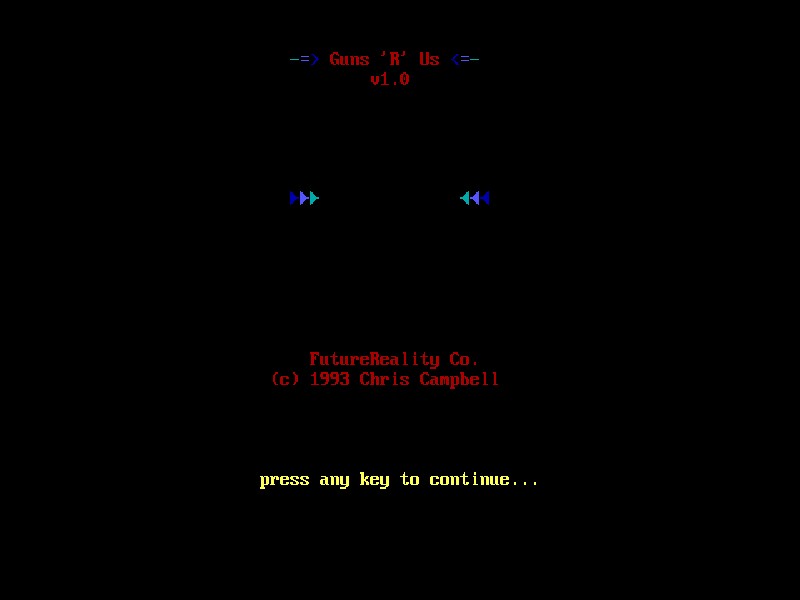 -=> Guns 'R' Us <=-
v1.0
FutureReality Co.
(c) 1993 Chris Campbell
press any key to continue...